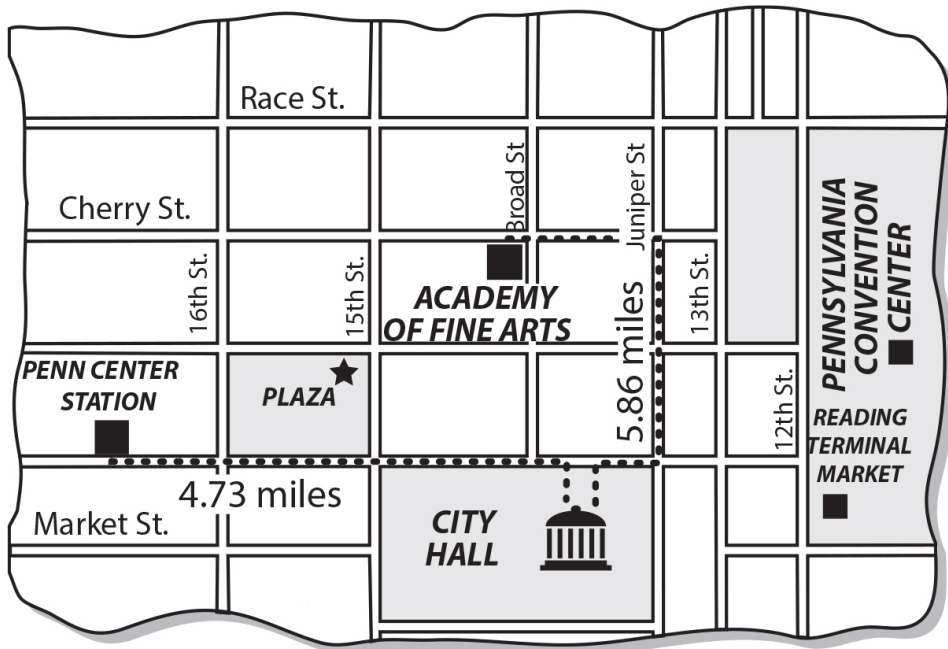 Race St.
Broad St
Juniper St
Cherry St.
16th St.
15th St.
13th St.
ACADEMY
OF FINE ARTS
5.86 miles
PENNSYLVANIA
CONVENTION
CENTER
PENN CENTER
STATION
PLAZA
12th St.
READING
TERMINAL
MARKET
4.73 miles
Market St.
CITY
HALL